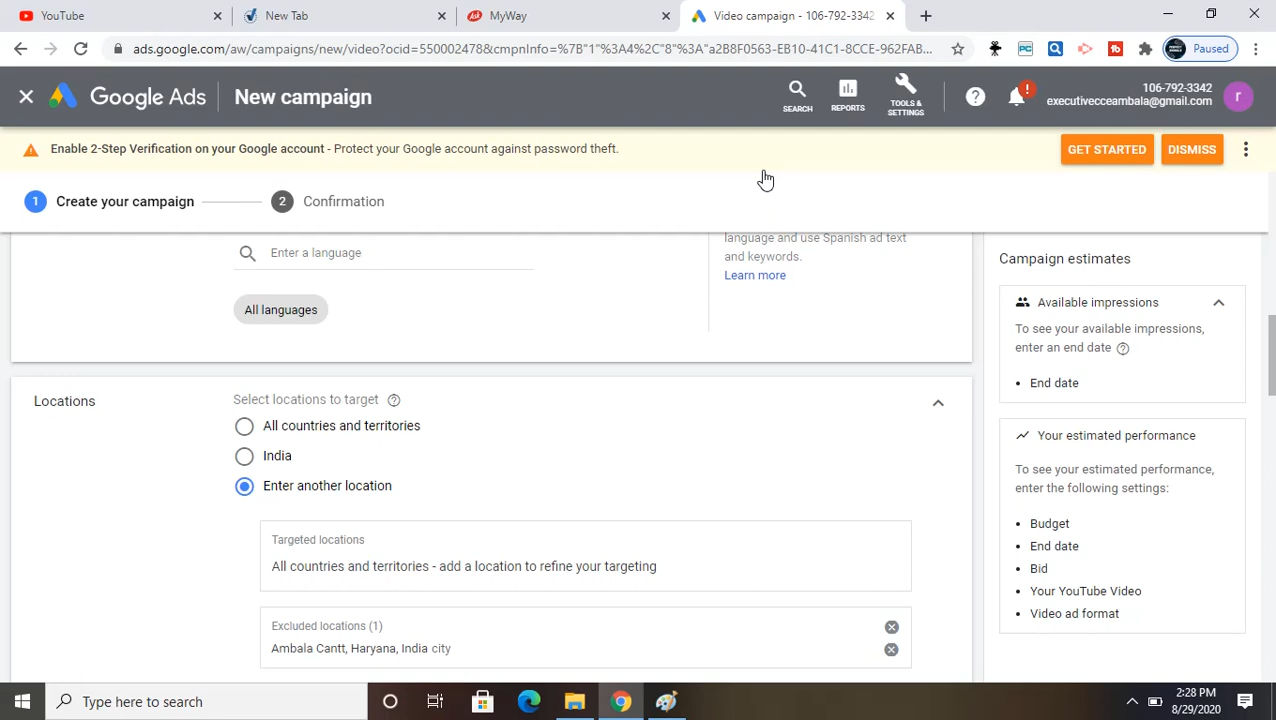 YouTube
New Tab
Ask
MyWay
Video campaign - 106-792-3342
ads.google.com/aw/campaigns/new/video?ocid=550002478&cmpnInfo=%7B"1"%3A4%2C"8"%3A"a2B8F0563-EB10-41C1-8CCE-962FAB...
PC
Paused
Google Ads
New campaign
SEARCH
REPORTS
TOOLS &
SETTINGS
106-792-3342
executivecceambala@gmail.com
r
Enable 2-Step Verification on your Google account - Protect your Google account against password theft.
GET STARTED
DISMISS
1
Create your campaign
2
Confirmation
Enter a language
All languages
language and use Spanish ad text
and keywords.
Learn more
Locations
Select locations to target
All countries and territories
India
Enter another location
Targeted locations
All countries and territories - add a location to refine your targeting
Excluded locations (1)
Ambala Cantt, Haryana, India city
Campaign estimates
Available impressions
To see your available impressions,
enter an end date
• End date
Your estimated performance
To see your estimated performance,
enter the following settings:
• Budget
• End date
• Bid
• Your YouTube Video
• Video ad format
Type here to search
2:28 PM
8/29/2020